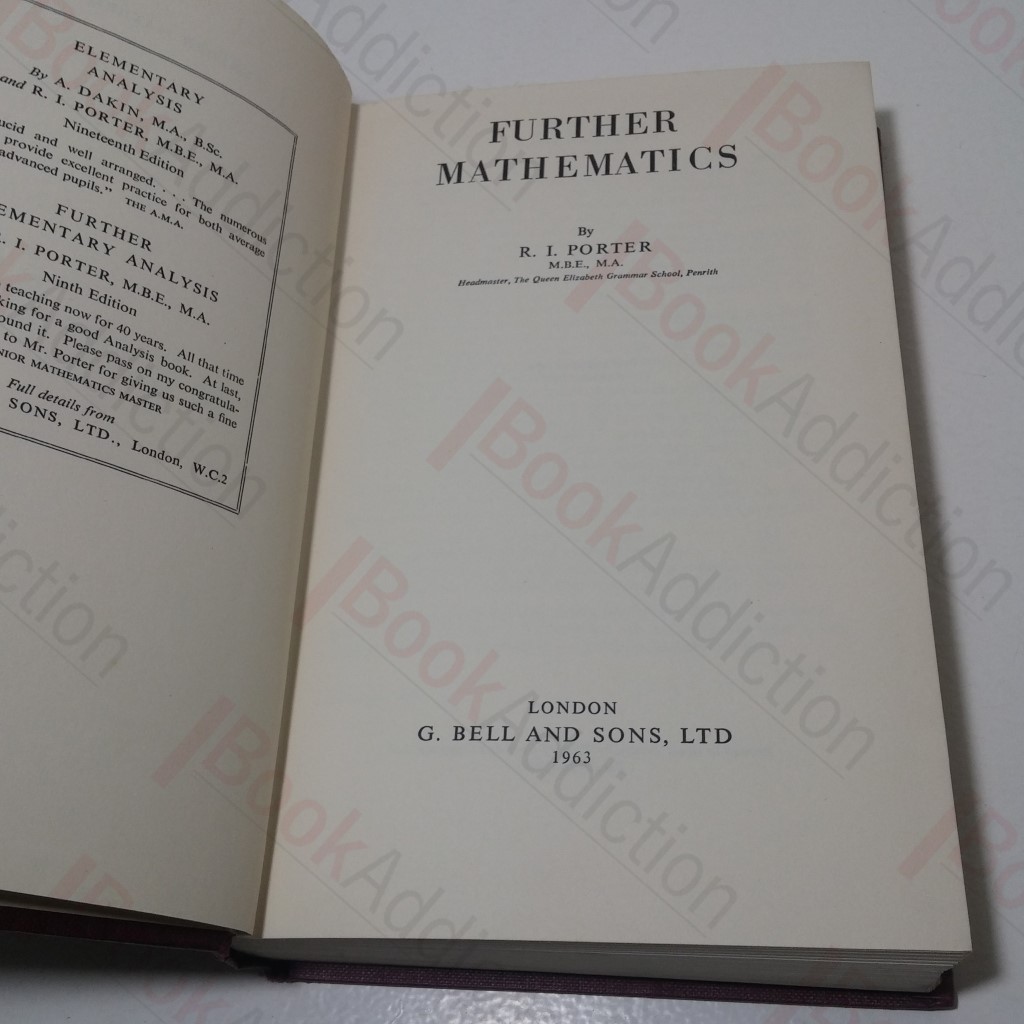 ELEMENTARY
ANALYSIS
By A. DAKIN, M.A., B.Sc.
and R. I. PORTER, M.B.E., M.A.
Nineteenth Edition
and well arranged. . . . The numerous
provide excellent practice for both average
advanced pupils."
THE A.M.A.
FURTHER
ELEMENTARY ANALYSIS
R. I. PORTER, M.B.E., M.A.
Ninth Edition
teaching now for 40 years. All that time
for a good Analysis book. At last,
found it. Please pass on my congratula-
to Mr. Porter for giving us such a fine
MATHEMATICS MASTER
Full details from
SONS, LTD., London, W.C.2
FURTHER
MATHEMATICS
By
R. I. PORTER
M.B.E., M.A.
Headmaster, The Queen Elizabeth Grammar School, Penrith
LONDON
G. BELL AND SONS, LTD
1963
BookAddiction